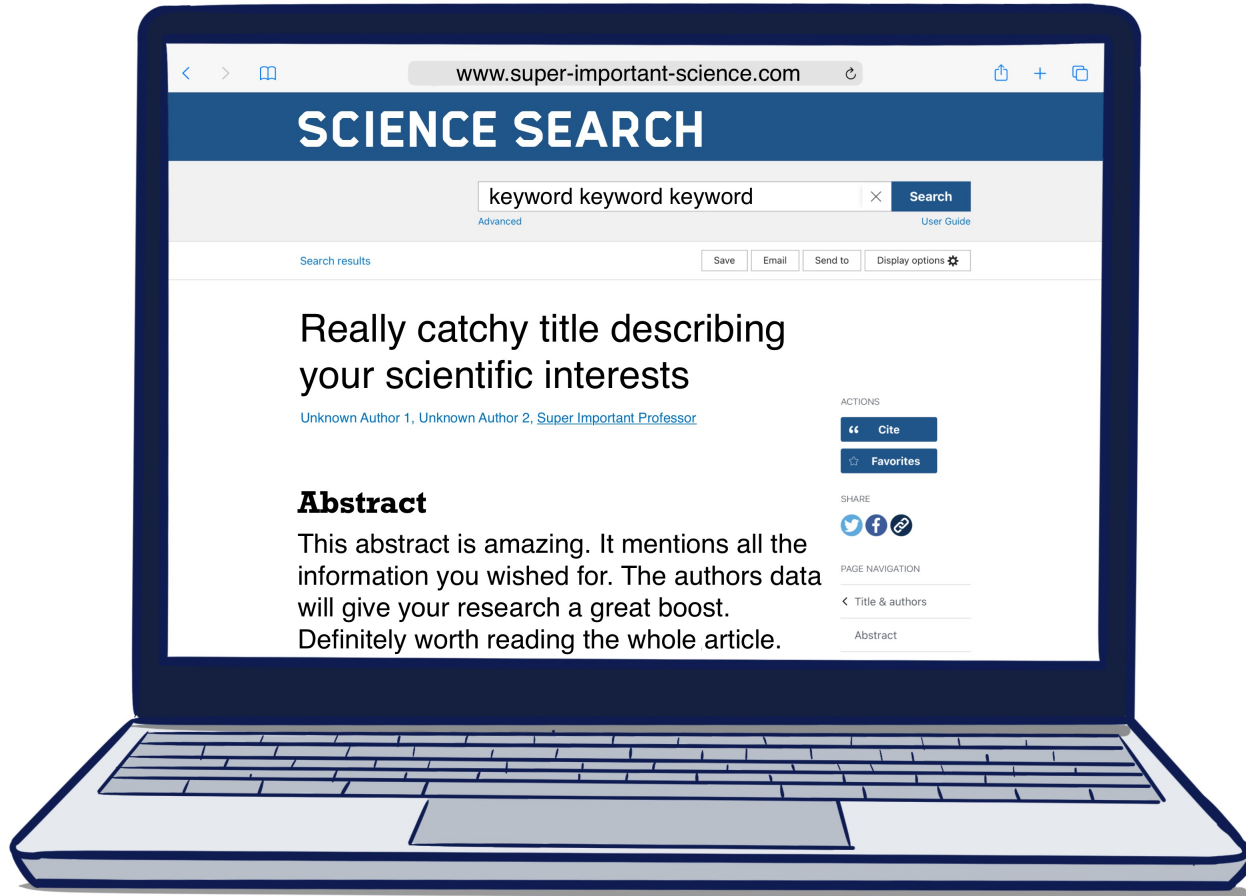 www.super-important-science.com
SCIENCE SEARCH
keyword keyword keyword
Search
Advanced
User Guide
Search results
Save
Email
Send to
Display options
Really catchy title describing
your scientific interests
Unknown Author 1, Unknown Author 2, Super Important Professor
ACTIONS
Cite
Favorites
Abstract
This abstract is amazing. It mentions all the
information you wished for. The authors data
will give your research a great boost.
Definitely worth reading the whole article.
SHARE
PAGE NAVIGATION
Title & authors
Abstract